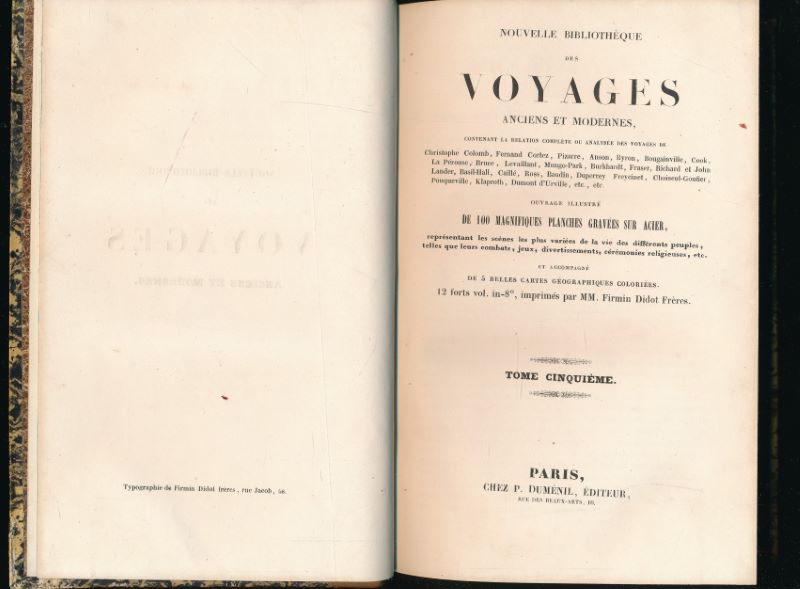 Typographie de Firmin Didot frères, rue Jacob, 56.
NOUVELLE BIBLIOTHÈQUE
DES
VOYAGES
ANCIENS ET MODERNES,
CONTENANT LA RELATION COMPLÈTE OU ANALYSÉE DES VOYAGES DE
Christophe Colomb, Fernand Cortez, Pizarre, Anson, Byron, Bougainville, Cook,
La Pérouse, Bruce, Levaillant, Mungo-Park, Burkhardt, Fraser, Richard et John
Lander, Basil-Hall, Caillé, Ross, Baudin, Duperrey Freycinet, Choiseul-Goufier,
Pouqueville, Klaproth, Dumont d'Urville, etc., etc.
OUVRAGE ILLUSTRÉ
DE 100 MAGNIFIQUES PLANCHES GRAVÉES SUR ACIER,
représentant les scènes les plus variées de la vie des différents peuples,
telles que leurs combats, jeux, divertissements, cérémonies religieuses, etc.
ET ACCOMPAGNÉ
DE 5 BELLES CARTES GÉOGRAPHIQUES COLORIÉES.
12 forts vol. in-8°, imprimés par MM. Firmin Didot Frères.
TOME CINQUIÈME.
PARIS,
CHEZ P. DUMÉNIL, ÉDITEUR,
RUE DES BEAUX-ARTS, 10.